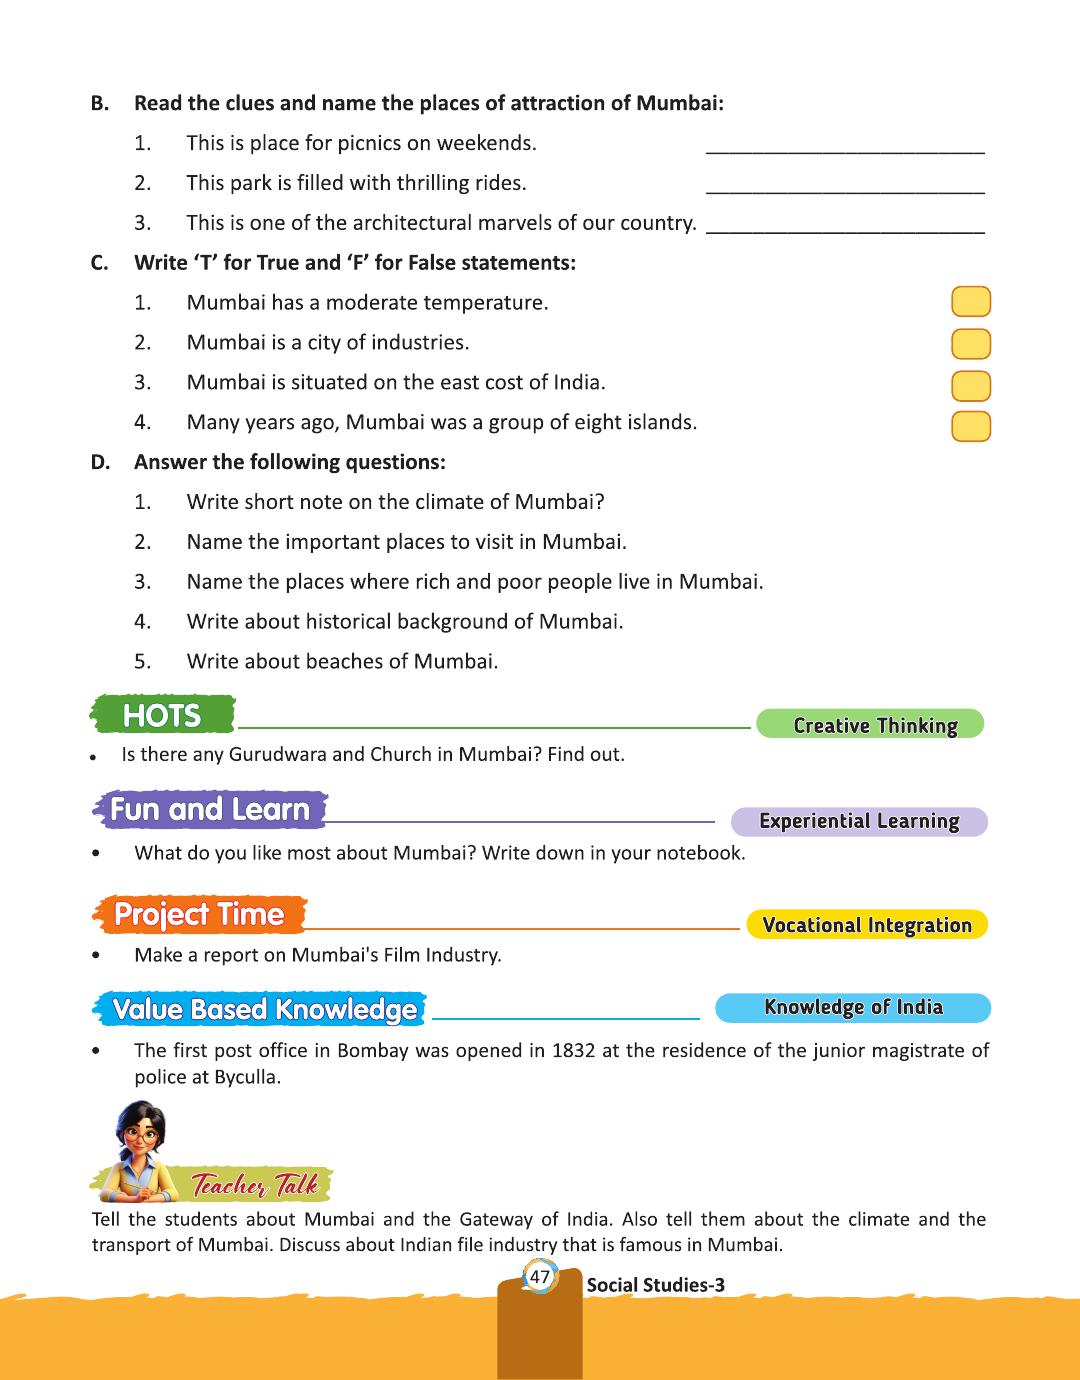 B. Read the clues and name the places of attraction of Mumbai:
1. This is place for picnics on weekends.
2. This park is filled with thrilling rides.
3. This is one of the architectural marvels of our country.
C. Write ‘T’ for True and ‘F’ for False statements:
1. Mumbai has a moderate temperature.
2. Mumbai is a city of industries.
3. Mumbai is situated on the east cost of India.
4. Many years ago, Mumbai was a group of eight islands.
D. Answer the following questions:
1. Write short note on the climate of Mumbai?
2. Name the important places to visit in Mumbai.
3. Name the places where rich and poor people live in Mumbai.
4. Write about historical background of Mumbai.
5. Write about beaches of Mumbai.
HOTS
Creative Thinking
• Is there any Gurudwara and Church in Mumbai? Find out.
Fun and Learn
Experiential Learning
• What do you like most about Mumbai? Write down in your notebook.
Project Time
Vocational Integration
• Make a report on Mumbai's Film Industry.
Value Based Knowledge
Knowledge of India
• The first post office in Bombay was opened in 1832 at the residence of the junior magistrate of
police at Byculla.
Teacher Talk
Tell the students about Mumbai and the Gateway of India. Also tell them about the climate and the
transport of Mumbai. Discuss about Indian file industry that is famous in Mumbai.
47
Social Studies-3